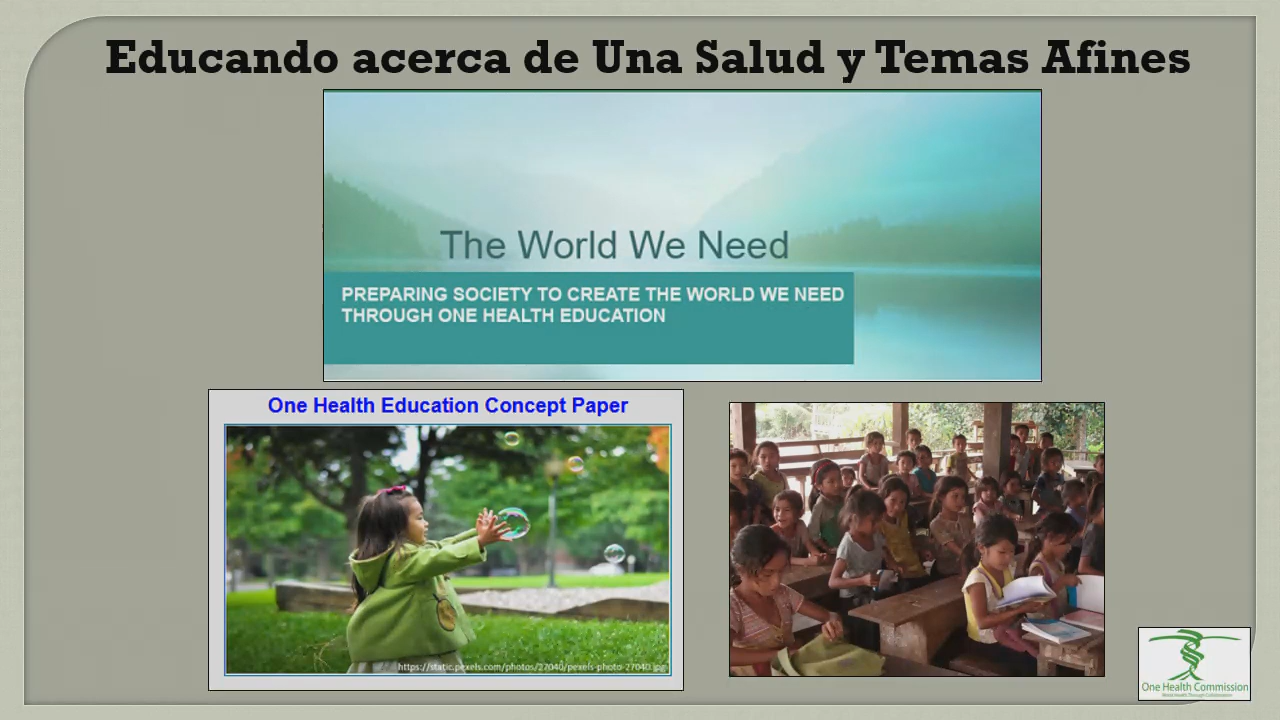 Educando acerca de Una Salud y Temas Afines
The World We Need
PREPARING SOCIETY TO CREATE THE WORLD WE NEED
THROUGH ONE HEALTH EDUCATION
One Health Education Concept Paper
https://static.pexels.com/photos/27040/pexels-photo-27040.jpg
One Health Commission